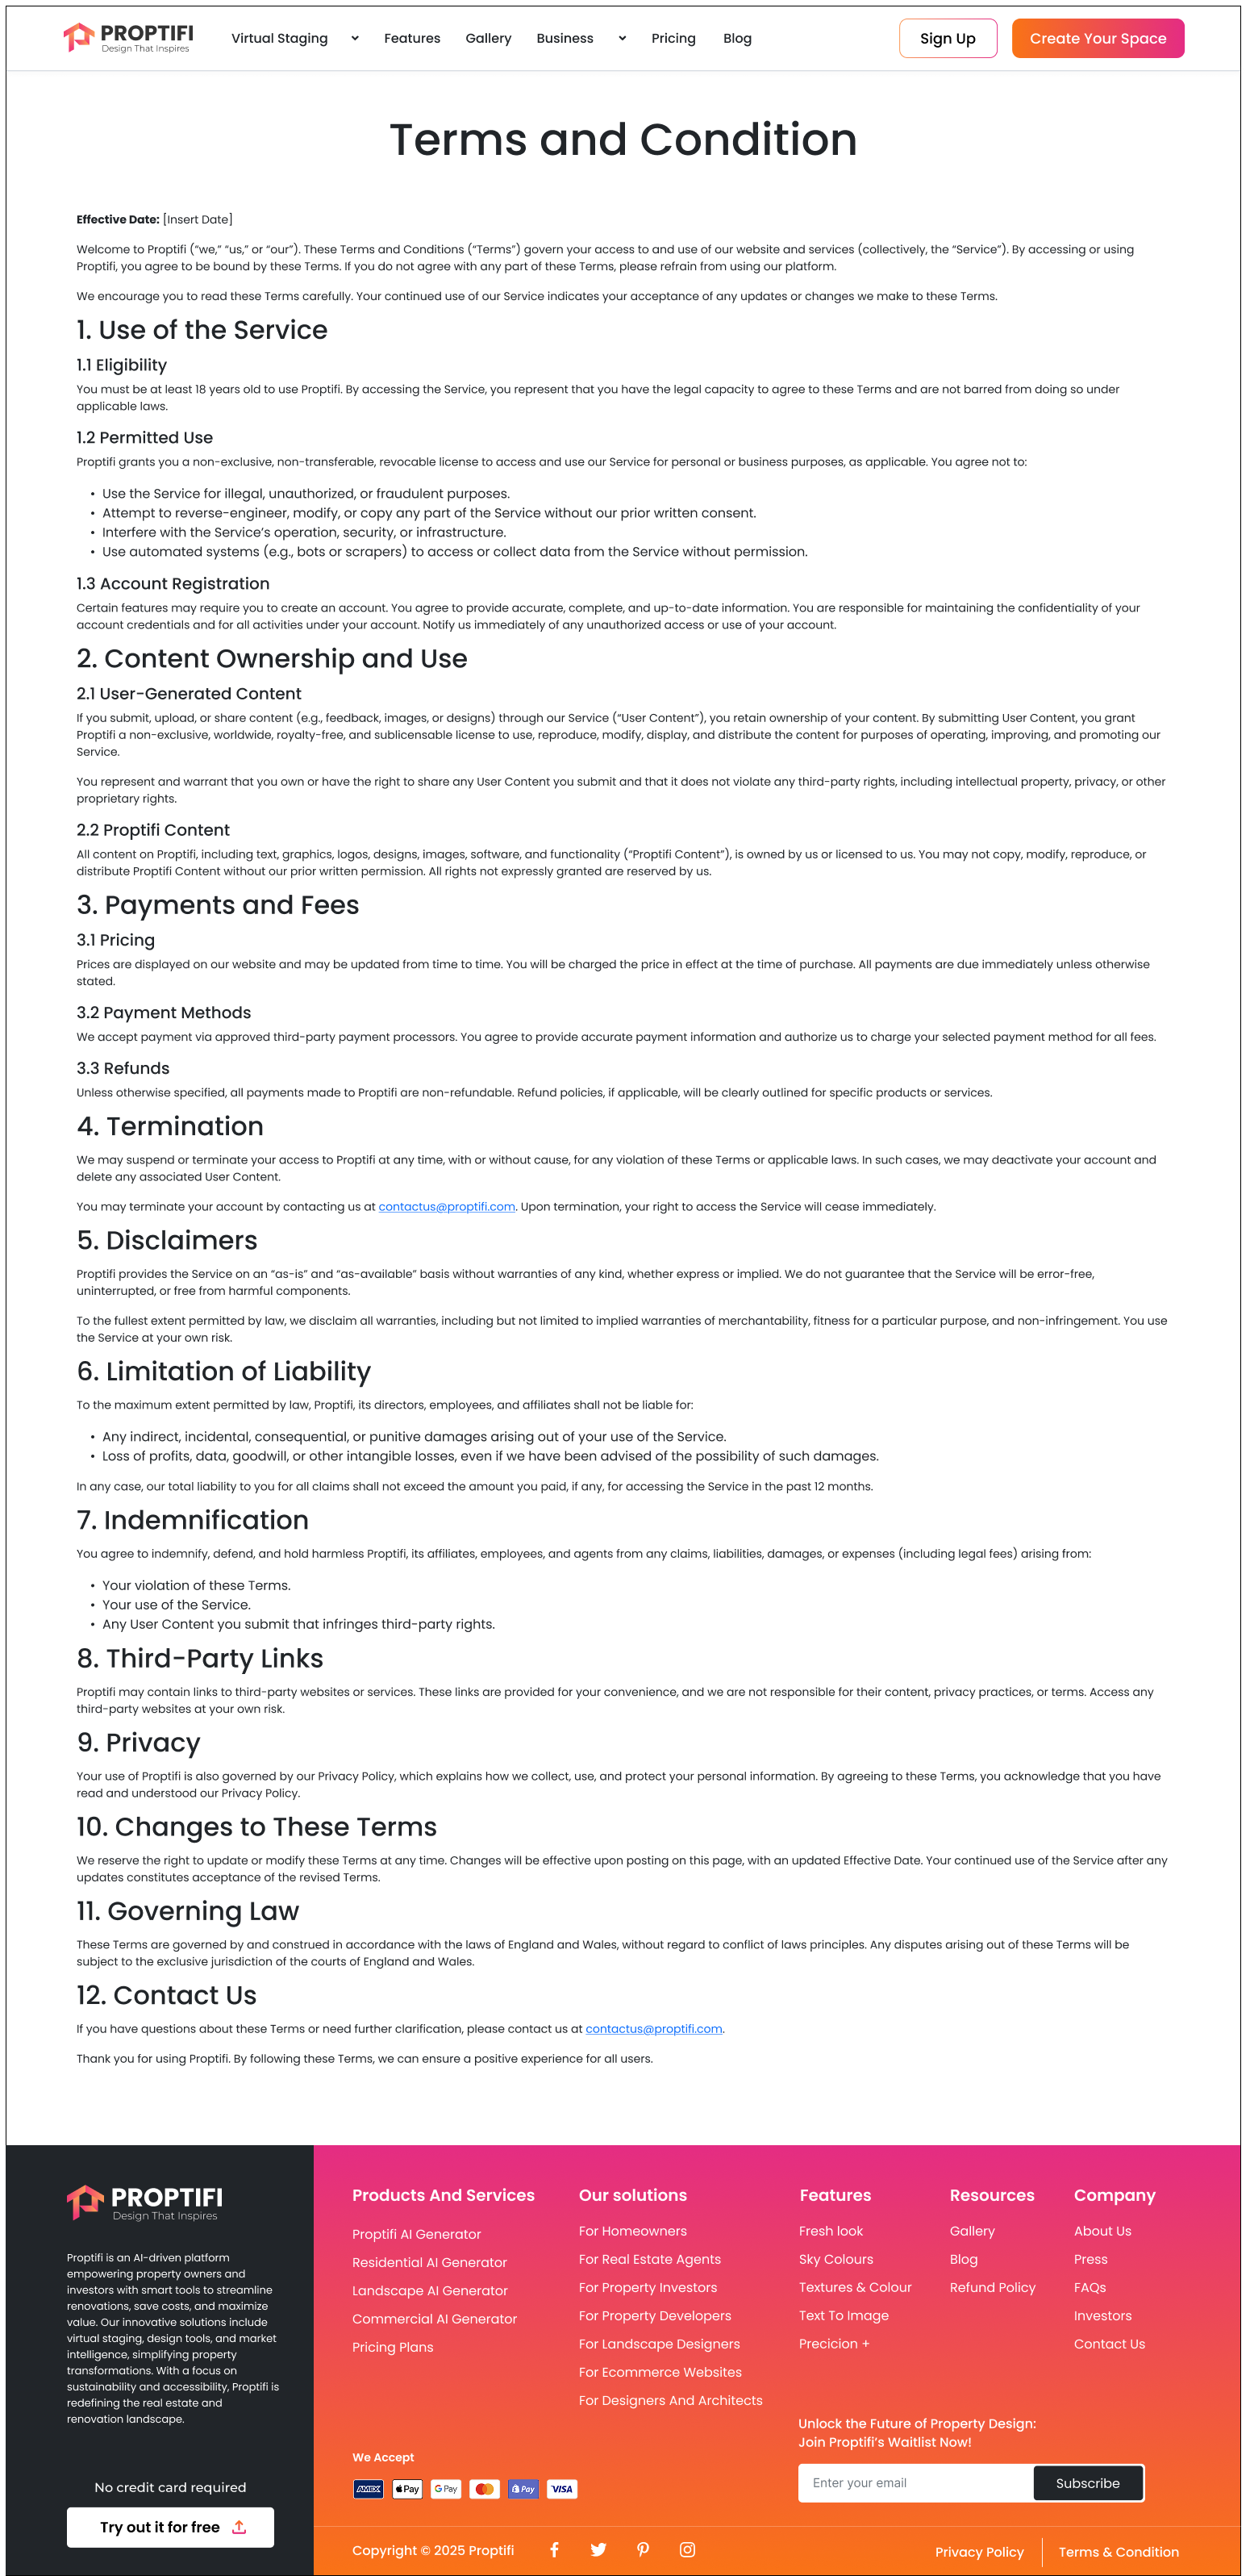 PROPTIFI
Design That Inspires
Virtual Staging
Features
Gallery
Business
Pricing
Blog
Sign Up
Create Your Space
Terms and Condition
Effective Date: [Insert Date]
Welcome to Proptifi (“we,” “us,” or “our”). These Terms and Conditions (“Terms”) govern your access to and use of our website and services (collectively, the “Service”). By accessing or using
Proptifi, you agree to be bound by these Terms. If you do not agree with any part of these Terms, please refrain from using our platform.
We encourage you to read these Terms carefully. Your continued use of our Service indicates your acceptance of any updates or changes we make to these Terms.
1. Use of the Service
1.1 Eligibility
You must be at least 18 years old to use Proptifi. By accessing the Service, you represent that you have the legal capacity to agree to these Terms and are not barred from doing so under
applicable laws.
1.2 Permitted Use
Proptifi grants you a non-exclusive, non-transferable, revocable license to access and use our Service for personal or business purposes, as applicable. You agree not to:
• Use the Service for illegal, unauthorized, or fraudulent purposes.
• Attempt to reverse-engineer, modify, or copy any part of the Service without our prior written consent.
• Interfere with the Service’s operation, security, or infrastructure.
• Use automated systems (e.g., bots or scrapers) to access or collect data from the Service without permission.
1.3 Account Registration
Certain features may require you to create an account. You agree to provide accurate, complete, and up-to-date information. You are responsible for maintaining the confidentiality of your
account credentials and for all activities under your account. Notify us immediately of any unauthorized access or use of your account.
2. Content Ownership and Use
2.1 User-Generated Content
If you submit, upload, or share content (e.g., feedback, images, or designs) through our Service (“User Content”), you retain ownership of your content. By submitting User Content, you grant
Proptifi a non-exclusive, worldwide, royalty-free, and sublicensable license to use, reproduce, modify, display, and distribute the content for purposes of operating, improving, and promoting our
Service.
You represent and warrant that you own or have the right to share any User Content you submit and that it does not violate any third-party rights, including intellectual property, privacy, or other
proprietary rights.
2.2 Proptifi Content
All content on Proptifi, including text, graphics, logos, designs, images, software, and functionality (“Proptifi Content”), is owned by us or licensed to us. You may not copy, modify, reproduce, or
distribute Proptifi Content without our prior written permission. All rights not expressly granted are reserved by us.
3. Payments and Fees
3.1 Pricing
Prices are displayed on our website and may be updated from time to time. You will be charged the price in effect at the time of purchase. All payments are due immediately unless otherwise
stated.
3.2 Payment Methods
We accept payment via approved third-party payment processors. You agree to provide accurate payment information and authorize us to charge your selected payment method for all fees.
3.3 Refunds
Unless otherwise specified, all payments made to Proptifi are non-refundable. Refund policies, if applicable, will be clearly outlined for specific products or services.
4. Termination
We may suspend or terminate your access to Proptifi at any time, with or without cause, for any violation of these Terms or applicable laws. In such cases, we may deactivate your account and
delete any associated User Content.
You may terminate your account by contacting us at contactus@proptifi.com. Upon termination, your right to access the Service will cease immediately.
5. Disclaimers
Proptifi provides the Service on an “as-is” and “as-available” basis without warranties of any kind, whether express or implied. We do not guarantee that the Service will be error-free,
uninterrupted, or free from harmful components.
To the fullest extent permitted by law, we disclaim all warranties, including but not limited to implied warranties of merchantability, fitness for a particular purpose, and non-infringement. You use
the Service at your own risk.
6. Limitation of Liability
To the maximum extent permitted by law, Proptifi, its directors, employees, and affiliates shall not be liable for:
• Any indirect, incidental, consequential, or punitive damages arising out of your use of the Service.
• Loss of profits, data, goodwill, or other intangible losses, even if we have been advised of the possibility of such damages.
In any case, our total liability to you for all claims shall not exceed the amount you paid, if any, for accessing the Service in the past 12 months.
7. Indemnification
You agree to indemnify, defend, and hold harmless Proptifi, its affiliates, employees, and agents from any claims, liabilities, damages, or expenses (including legal fees) arising from:
• Your violation of these Terms.
• Your use of the Service.
• Any User Content you submit that infringes third-party rights.
8. Third-Party Links
Proptifi may contain links to third-party websites or services. These links are provided for your convenience, and we are not responsible for their content, privacy practices, or terms. Access any
third-party websites at your own risk.
9. Privacy
Your use of Proptifi is also governed by our Privacy Policy, which explains how we collect, use, and protect your personal information. By agreeing to these Terms, you acknowledge that you have
read and understood our Privacy Policy.
10. Changes to These Terms
We reserve the right to update or modify these Terms at any time. Changes will be effective upon posting on this page, with an updated Effective Date. Your continued use of the Service after any
updates constitutes acceptance of the revised Terms.
11. Governing Law
These Terms are governed by and construed in accordance with the laws of England and Wales, without regard to conflict of laws principles. Any disputes arising out of these Terms will be
subject to the exclusive jurisdiction of the courts of England and Wales.
12. Contact Us
If you have questions about these Terms or need further clarification, please contact us at contactus@proptifi.com.
Thank you for using Proptifi. By following these Terms, we can ensure a positive experience for all users.
PROPTIFI
Design That Inspires
Proptifi is an AI-driven platform
empowering property owners and
investors with smart tools to streamline
renovations, save costs, and maximize
value. Our innovative solutions include
virtual staging, design tools, and market
intelligence, simplifying property
transformations. With a focus on
sustainability and accessibility, Proptifi is
redefining the real estate and
renovation landscape.
No credit card required
Try out it for free
Products And Services
Proptifi AI Generator
Residential AI Generator
Landscape AI Generator
Commercial AI Generator
Pricing Plans
Our solutions
For Homeowners
For Real Estate Agents
For Property Investors
For Property Developers
For Landscape Designers
For Ecommerce Websites
For Designers And Architects
Features
Fresh look
Sky Colours
Textures & Colour
Text To Image
Precicion +
Resources
Gallery
Blog
Refund Policy
Company
About Us
Press
FAQs
Investors
Contact Us
We Accept
AMEX
Pay
G Pay
Pay
VISA
Unlock the Future of Property Design:
Join Proptifi’s Waitlist Now!
Enter your email
Subscribe
Copyright © 2025 Proptifi
Privacy Policy
Terms & Condition